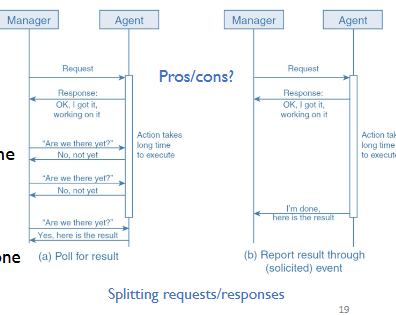 Manager
Agent
Request
Response:
OK, I got it,
working on it
"Are we there yet?"
No, not yet
"Are we there yet?"
No, not yet
"Are we there yet?"
Yes, here is the result
Action takes
long time
to execute
(a) Poll for result
Pros/cons?
Manager
Agent
Request
Response:
OK, I got it,
working on it
Action tak
long time
to execute
I'm done,
here is the result
(b) Report result through
(solicited) event
Splitting requests/responses
19